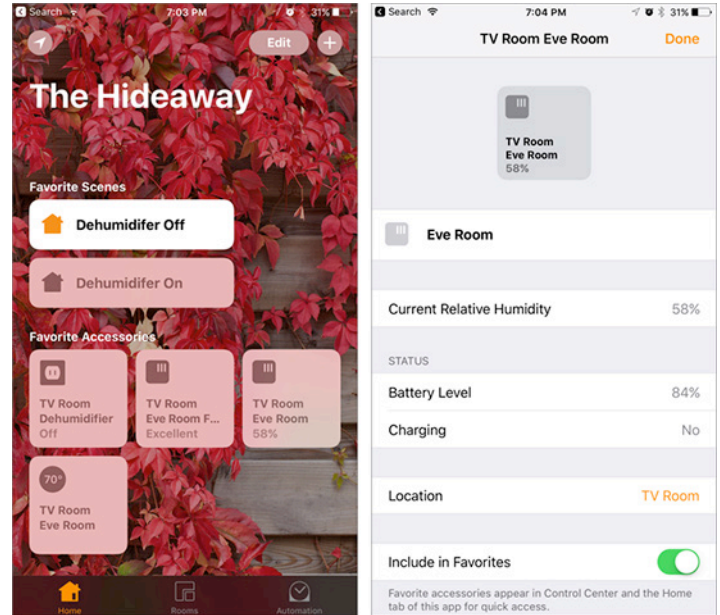 Search 7:03 PM 31%
Edit +
The Hideaway
Favorite Scenes
Dehumidifer Off
Dehumidifer On
Favorite Accessories
TV Room
Dehumidifier
Off
TV Room
Eve Room F...
Excellent
TV Room
Eve Room
58%
70°
TV Room
Eve Room
Home Rooms Automation
Search 7:04 PM 31%
TV Room Eve Room Done
TV Room
Eve Room
58%
Eve Room
Current Relative Humidity 58%
STATUS
Battery Level 84%
Charging No
Location TV Room
Include in Favorites
Favorite accessories appear in Control Center and the Home
tab of this app for quick access.